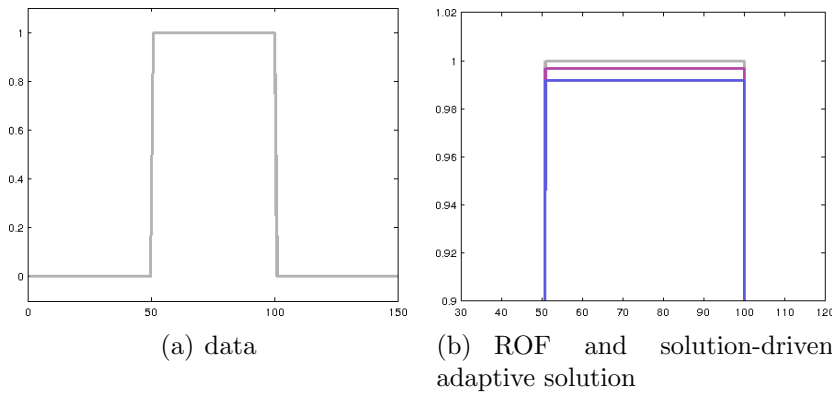 1
0.8
0.6
0.4
0.2
0
0 50 100 150
(a) data
1.02
1
0.98
0.96
0.94
0.92
0.9
30 40 50 60 70 80 90 100 110 120
(b) ROF and solution-driven
adaptive solution